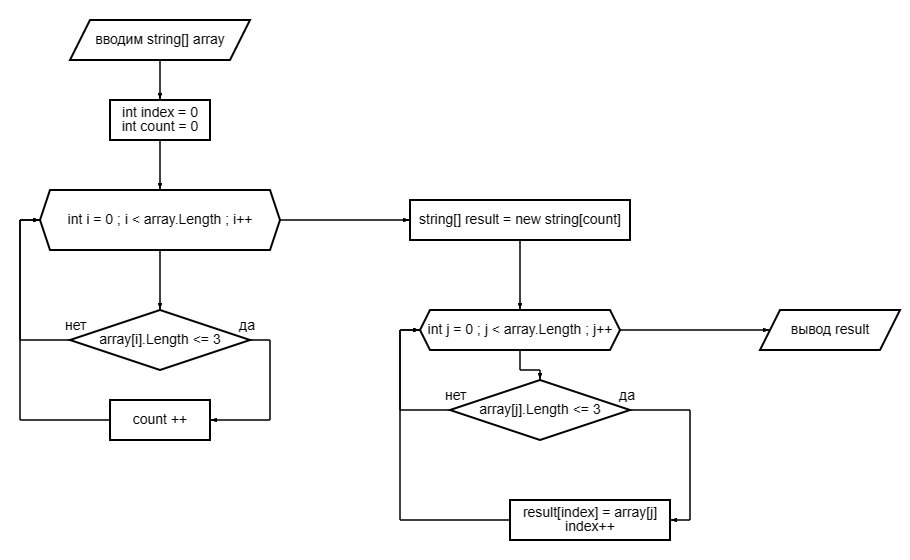 вводим string[] array
int index = 0
int count = 0
int i = 0 ; i < array.Length ; i++
нет
да
array[i].Length <= 3
count ++
string[] result = new string[count]
int j = 0 ; j < array.Length ; j++
вывод result
нет
да
array[j].Length <= 3
result[index] = array[j]
index++